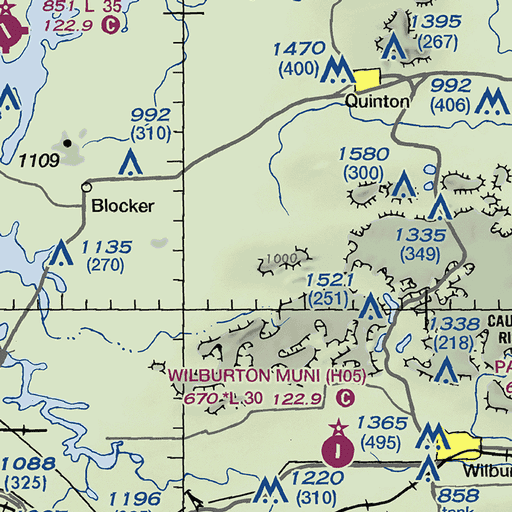 851 L 35
122.9 C
1395
(267)
1470
(400)
Quinton
992
(406)
992
(310)
1109
1580
(300)
Blocker
1335
(349)
1135
(270)
1000
1521
(251)
1338
(218)
CAU
RI
PA
WILBURTON MUNI (H05)
670 *L 30 122.9 C
1365
(495)
Wilbur
1088
(325)
1220
(310)
1196
858
tank